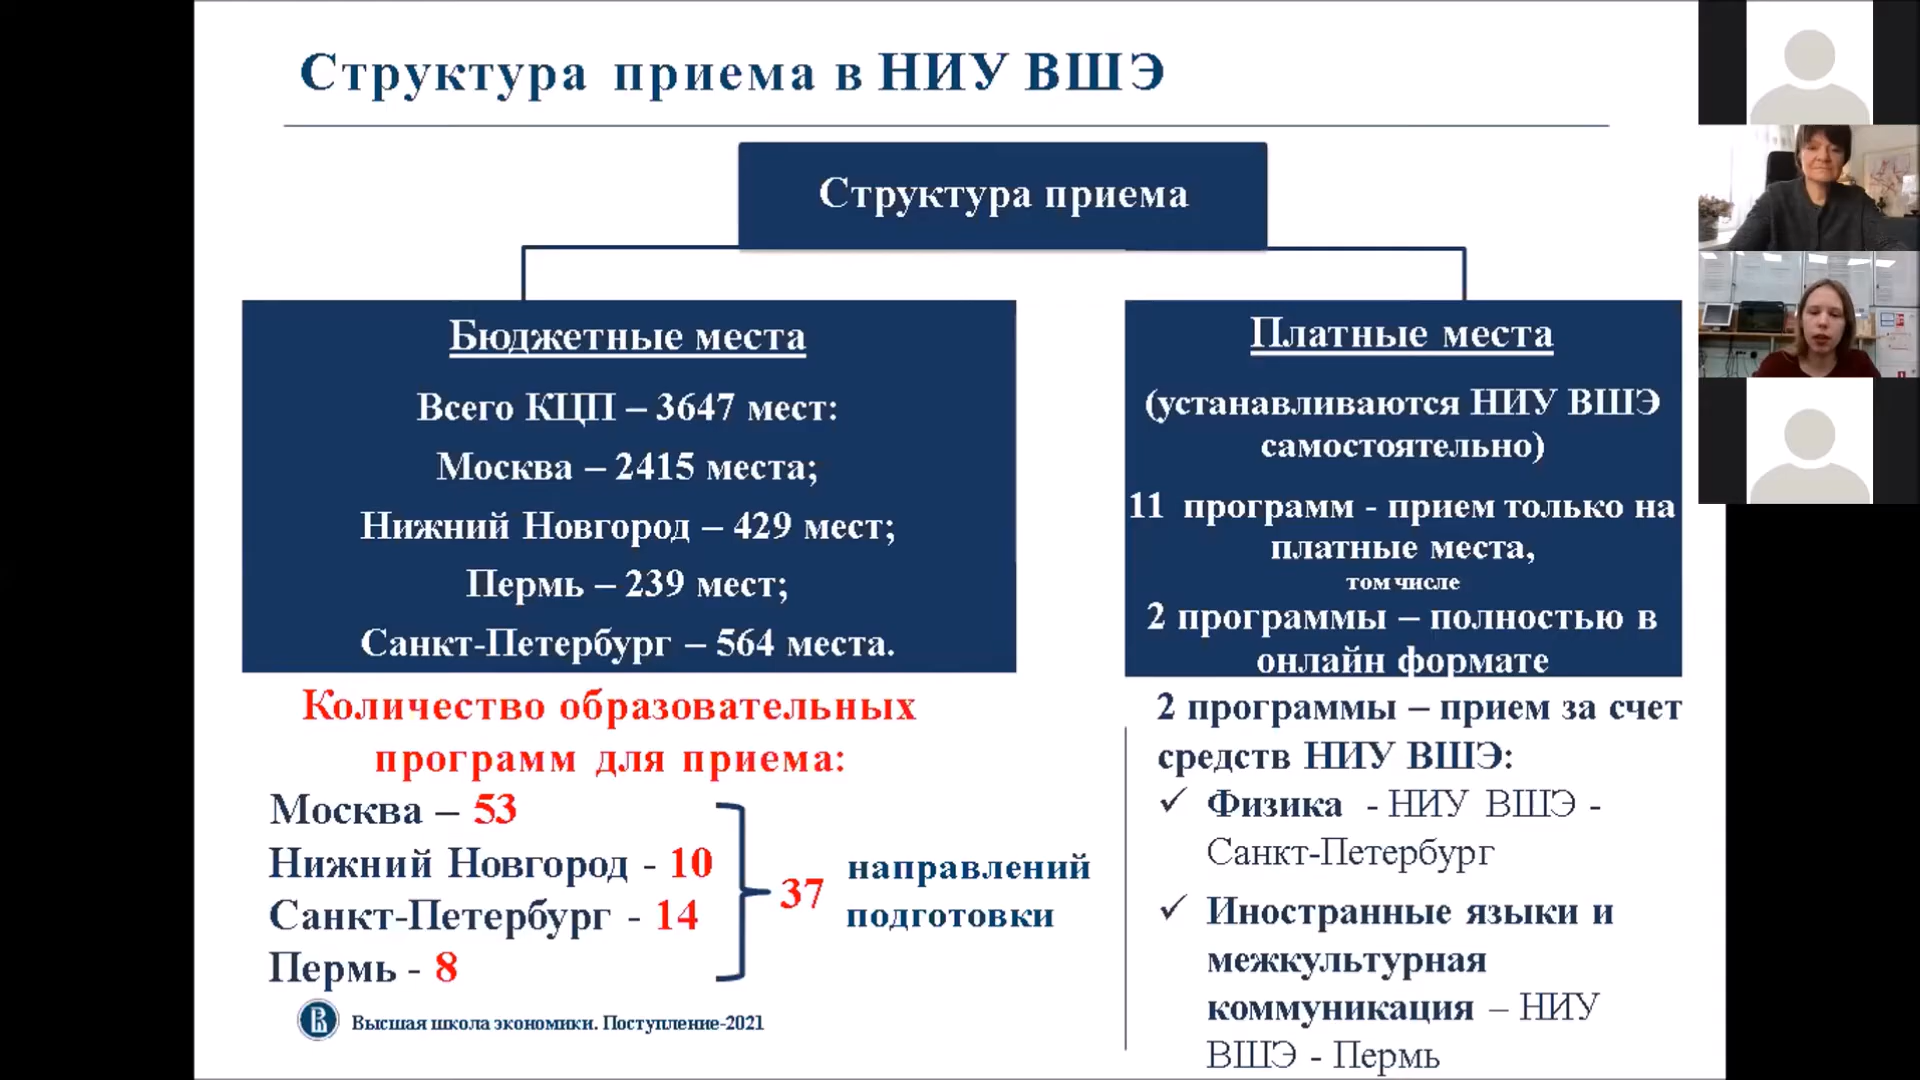 Структура приема в НИУ ВШЭ
Структура приема
Бюджетные места
Всего КЦП – 3647 мест:
Москва – 2415 места;
Нижний Новгород – 429 мест;
Пермь – 239 мест;
Санкт-Петербург – 564 места.
Платные места
(устанавливаются НИУ ВШЭ
самостоятельно)
11 программ - прием только на
платные места,
том числе
2 программы – полностью в
онлайн формате
Количество образовательных
программ для приема:
Москва – 53
Нижний Новгород - 10
Санкт-Петербург - 14
Пермь - 8
37
направлений
подготовки
2 программы – прием за счет
средств НИУ ВШЭ:
✓ Физика - НИУ ВШЭ -
Санкт-Петербург
✓ Иностранные языки и
межкультурная
коммуникация – НИУ
ВШЭ - Пермь
Высшая школа экономики. Поступление-2021